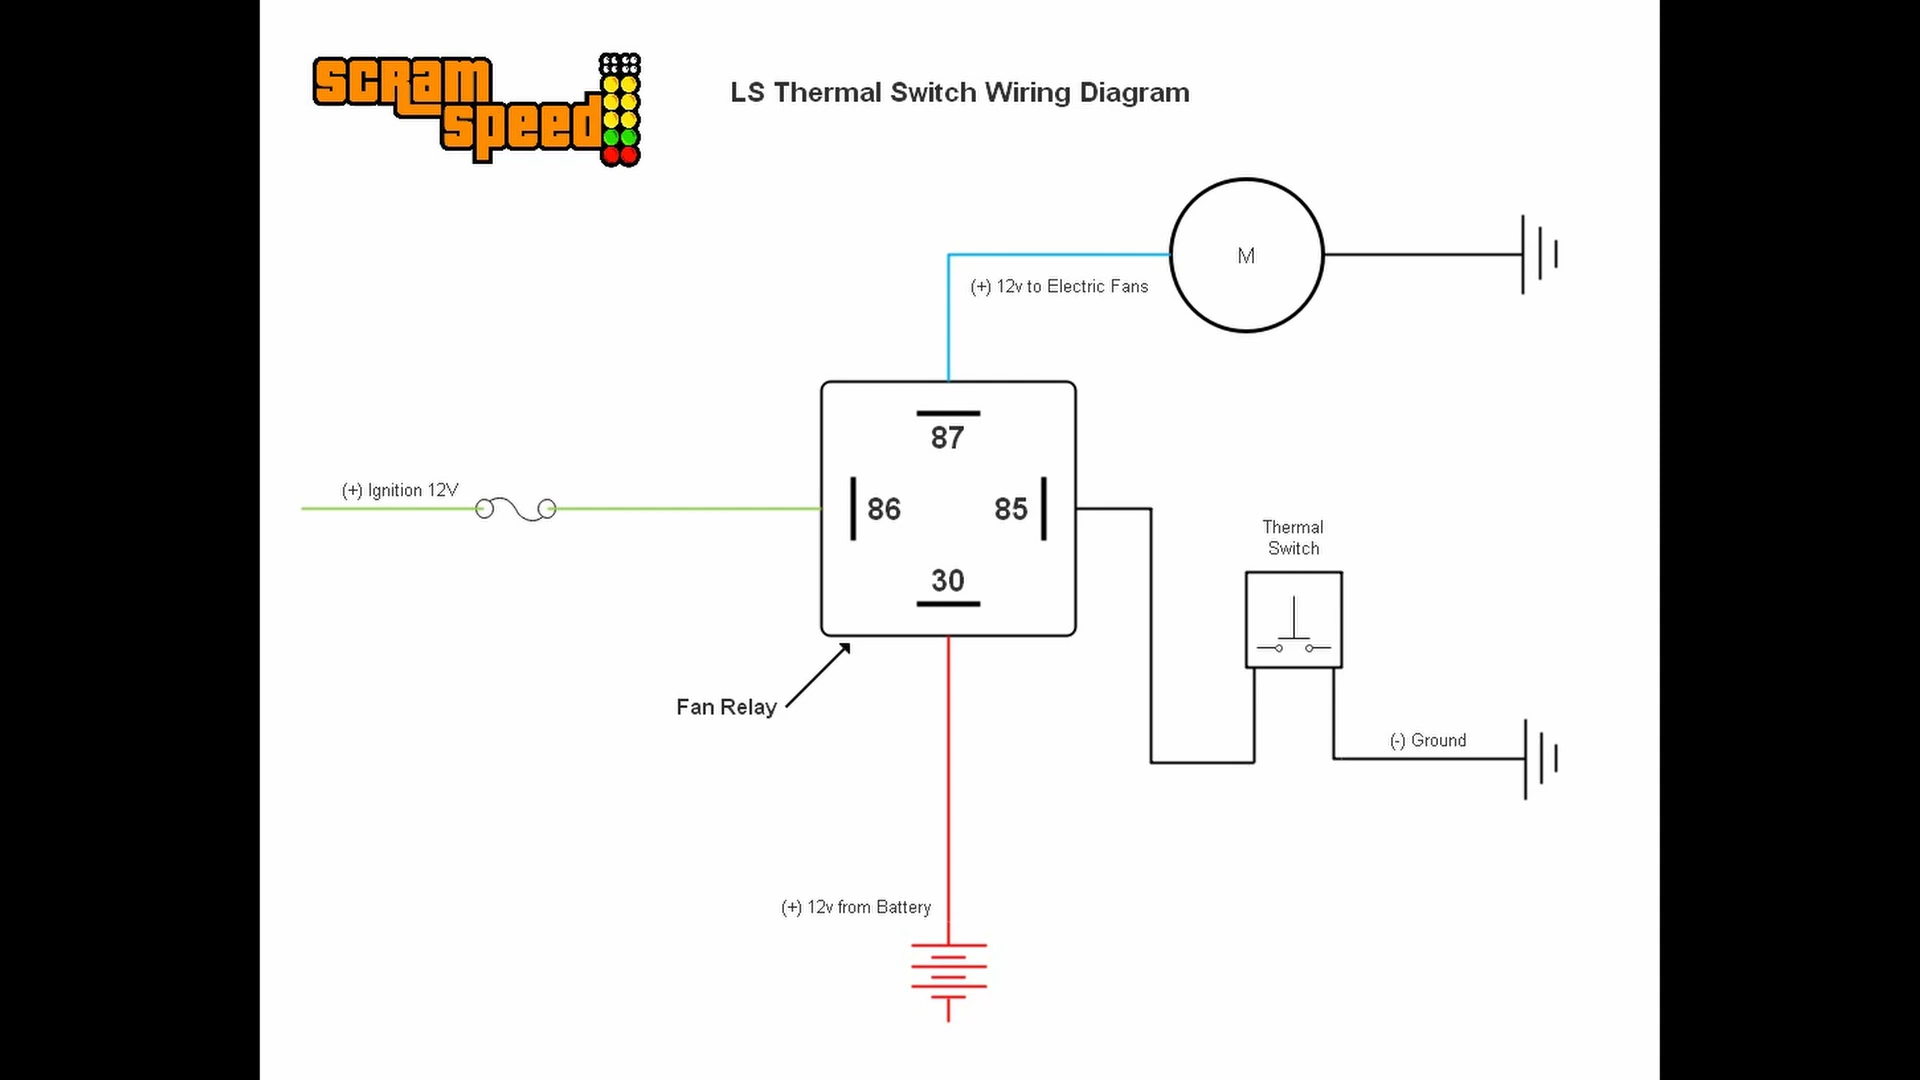 scram
speed
LS Thermal Switch Wiring Diagram
M
(+) 12v to Electric Fans
87
(+) Ignition 12V
86
85
Thermal
Switch
30
Fan Relay
(-) Ground
(+) 12v from Battery